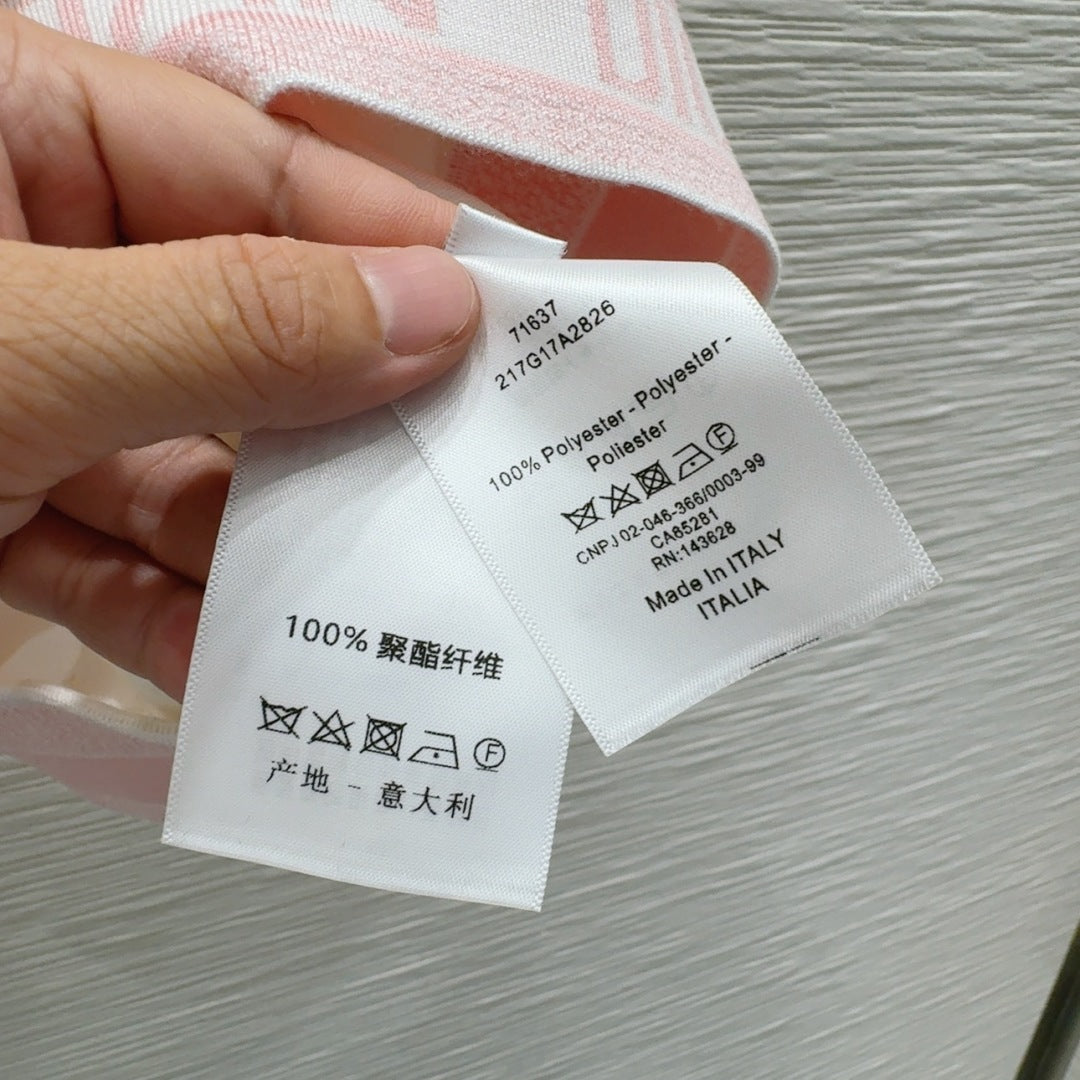 71637
217G17A2826
100% Polyester - Polyester -
Poliester
F
CNPJ 02-046-366/0003-99
CA85281
RN:143628
Made In ITALY
ITALIA
100% 聚酯纤维
F
产地 - 意大利